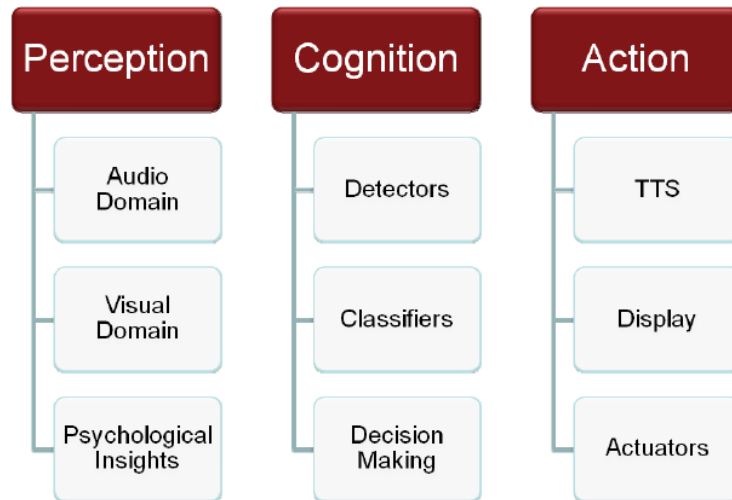 Perception
Audio
Domain
Visual
Domain
Psychological
Insights
Cognition
Detectors
Classifiers
Decision
Making
Action
TTS
Display
Actuators